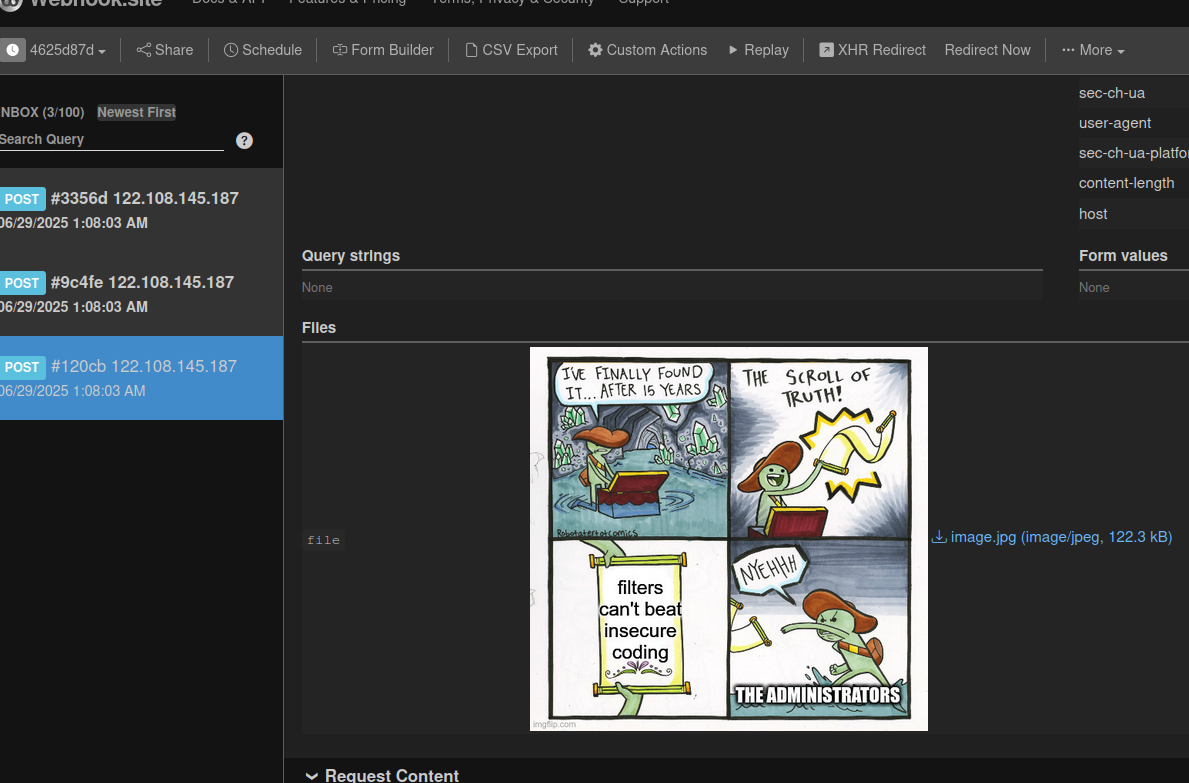 Webhook.site Docs & API Features & Pricing Terms, Privacy & Security Support
4625d87d Share Schedule Form Builder CSV Export Custom Actions Replay XHR Redirect Redirect Now More
NBOX (3/100) Newest First
Search Query ?
POST #3356d 122.108.145.187
06/29/2025 1:08:03 AM
POST #9c4fe 122.108.145.187
06/29/2025 1:08:03 AM
POST #120cb 122.108.145.187
06/29/2025 1:08:03 AM
sec-ch-ua
user-agent
sec-ch-ua-platfo
content-length
host
Query strings
None
Form values
None
Files
file
I'VE FINALLY FOUND
IT... AFTER 15 YEARS
Robotatertotcomics
THE SCROLL OF
TRUTH!
filters
can't beat
insecure
coding
NYEHHH
THE ADMINISTRATORS
imgflip.com
image.jpg (image/jpeg, 122.3 kB)
Request Content